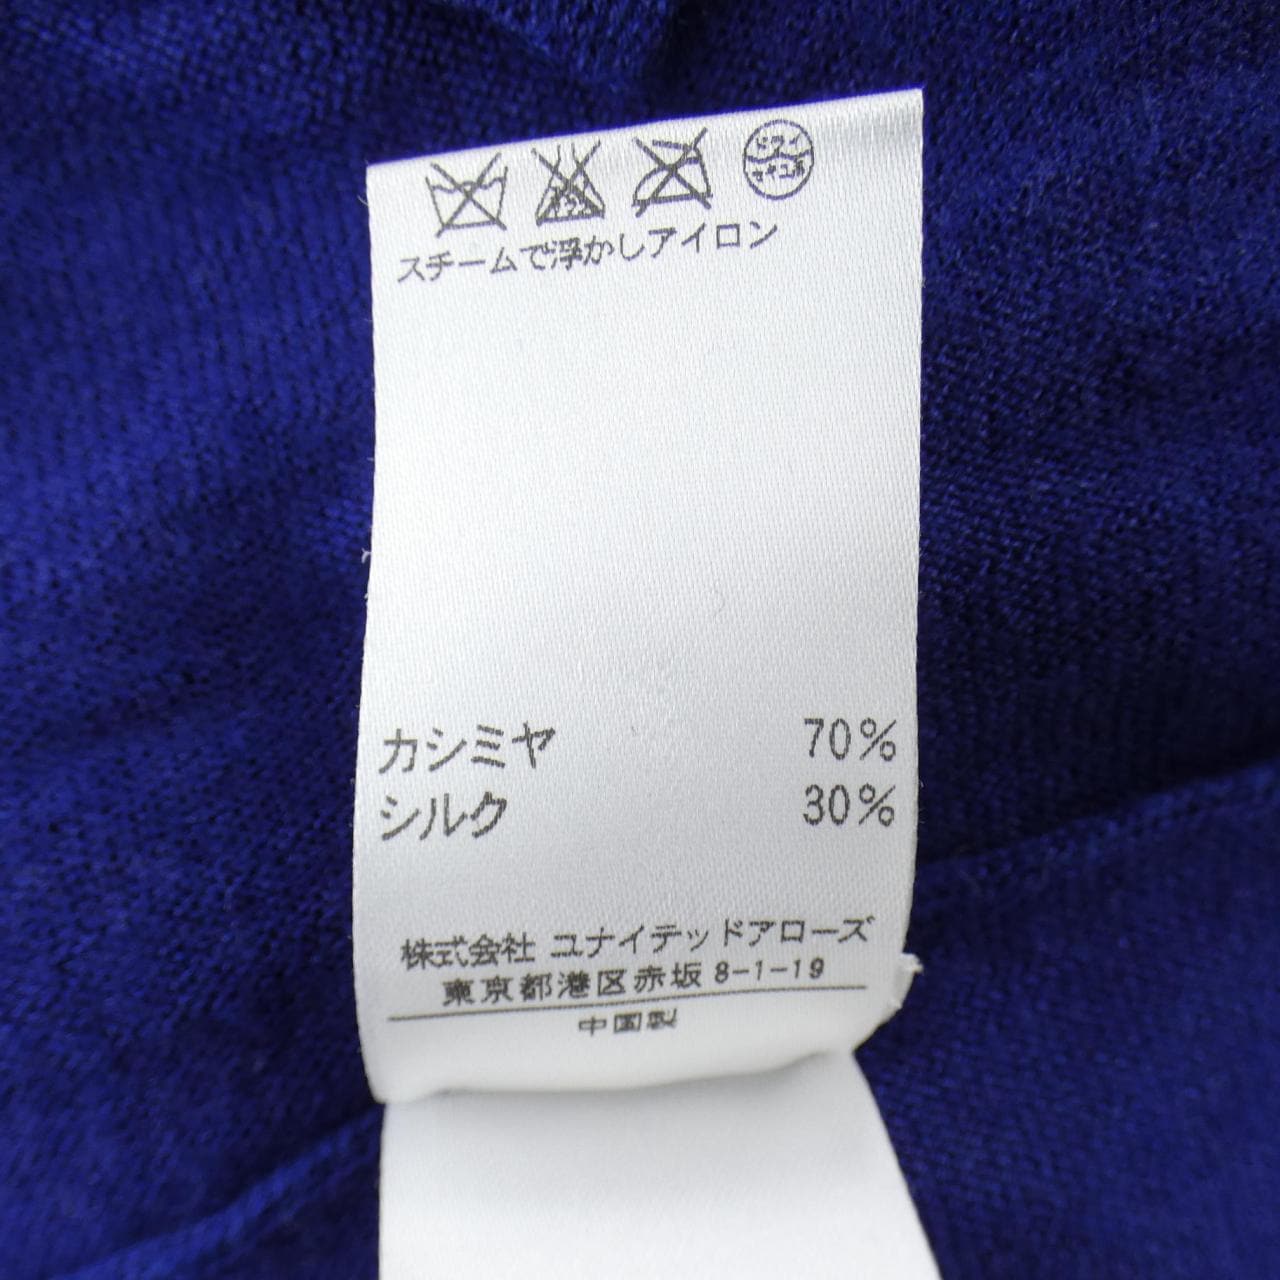 ドライ
セキユ系
スチームで浮かしアイロン
カシミヤ 70%
シルク 30%
株式会社 ユナイテッドアローズ
東京都港区赤坂 8-1-19
中国製